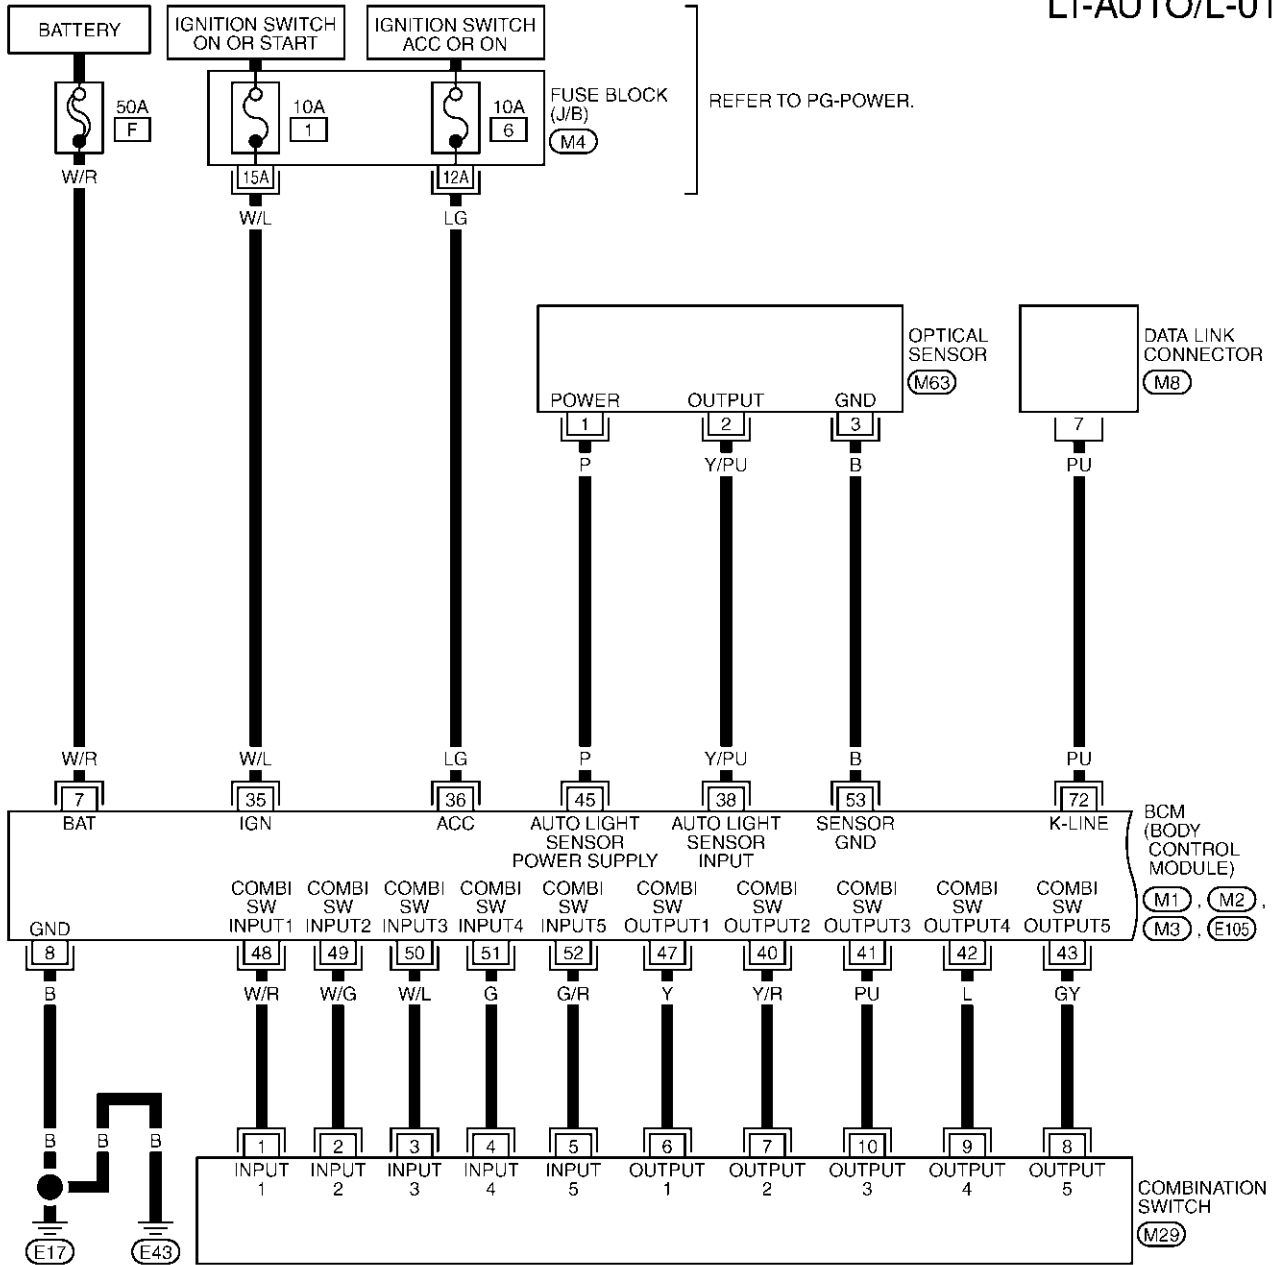 LT-AUTO/L-01
BATTERY
IGNITION SWITCH
ON OR START
IGNITION SWITCH
ACC OR ON
50A
F
10A
1
10A
6
FUSE BLOCK
(J/B)
M4
REFER TO PG-POWER.
15A
12A
W/R
W/L
LG
OPTICAL
SENSOR
M63
DATA LINK
CONNECTOR
M8
POWER
OUTPUT
GND
1
2
3
7
P
Y/PU
B
PU
W/R
W/L
LG
P
Y/PU
B
PU
7
35
36
45
38
53
72
BAT
IGN
ACC
AUTO LIGHT
SENSOR
POWER SUPPLY
AUTO LIGHT
SENSOR
INPUT
SENSOR
GND
K-LINE
BCM
(BODY
CONTROL
MODULE)
M1 , M2 ,
M3 , E105
GND
COMBI
SW
INPUT1
COMBI
SW
INPUT2
COMBI
SW
INPUT3
COMBI
SW
INPUT4
COMBI
SW
INPUT5
COMBI
SW
OUTPUT1
COMBI
SW
OUTPUT2
COMBI
SW
OUTPUT3
COMBI
SW
OUTPUT4
COMBI
SW
OUTPUT5
8
48
49
50
51
52
47
40
41
42
43
B
W/R
W/G
W/L
G
G/R
Y
Y/R
PU
L
GY
B
B
B
1
2
3
4
5
6
7
10
9
8
INPUT
1
INPUT
2
INPUT
3
INPUT
4
INPUT
5
OUTPUT
1
OUTPUT
2
OUTPUT
3
OUTPUT
4
OUTPUT
5
COMBINATION
SWITCH
M29
E17
E43